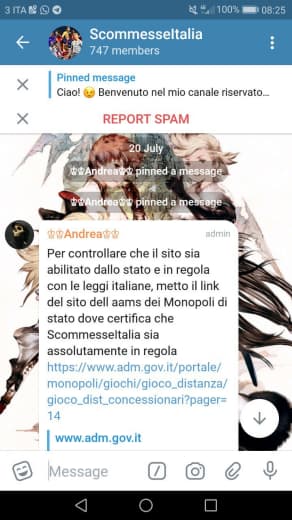 3 ITA
100% 08:25
ScommesseItalia
747 members
Pinned message
Ciao! 😉 Benvenuto nel mio canale riservato…
REPORT SPAM
20 July
♔♔Andrea♔♔ pinned a message
♔♔Andrea♔♔ pinned a message
♔♔Andrea♔♔ admin
Per controllare che il sito sia
abilitato dallo stato e in regola
con le leggi italiane, metto il link
del sito dell aams dei Monopoli di
stato dove certifica che
ScommesseItalia sia
assolutamente in regola
https://www.adm.gov.it/portale/
monopoli/giochi/gioco_distanza/
gioco_dist_concessionari?pager=
14
www.adm.gov.it
Message